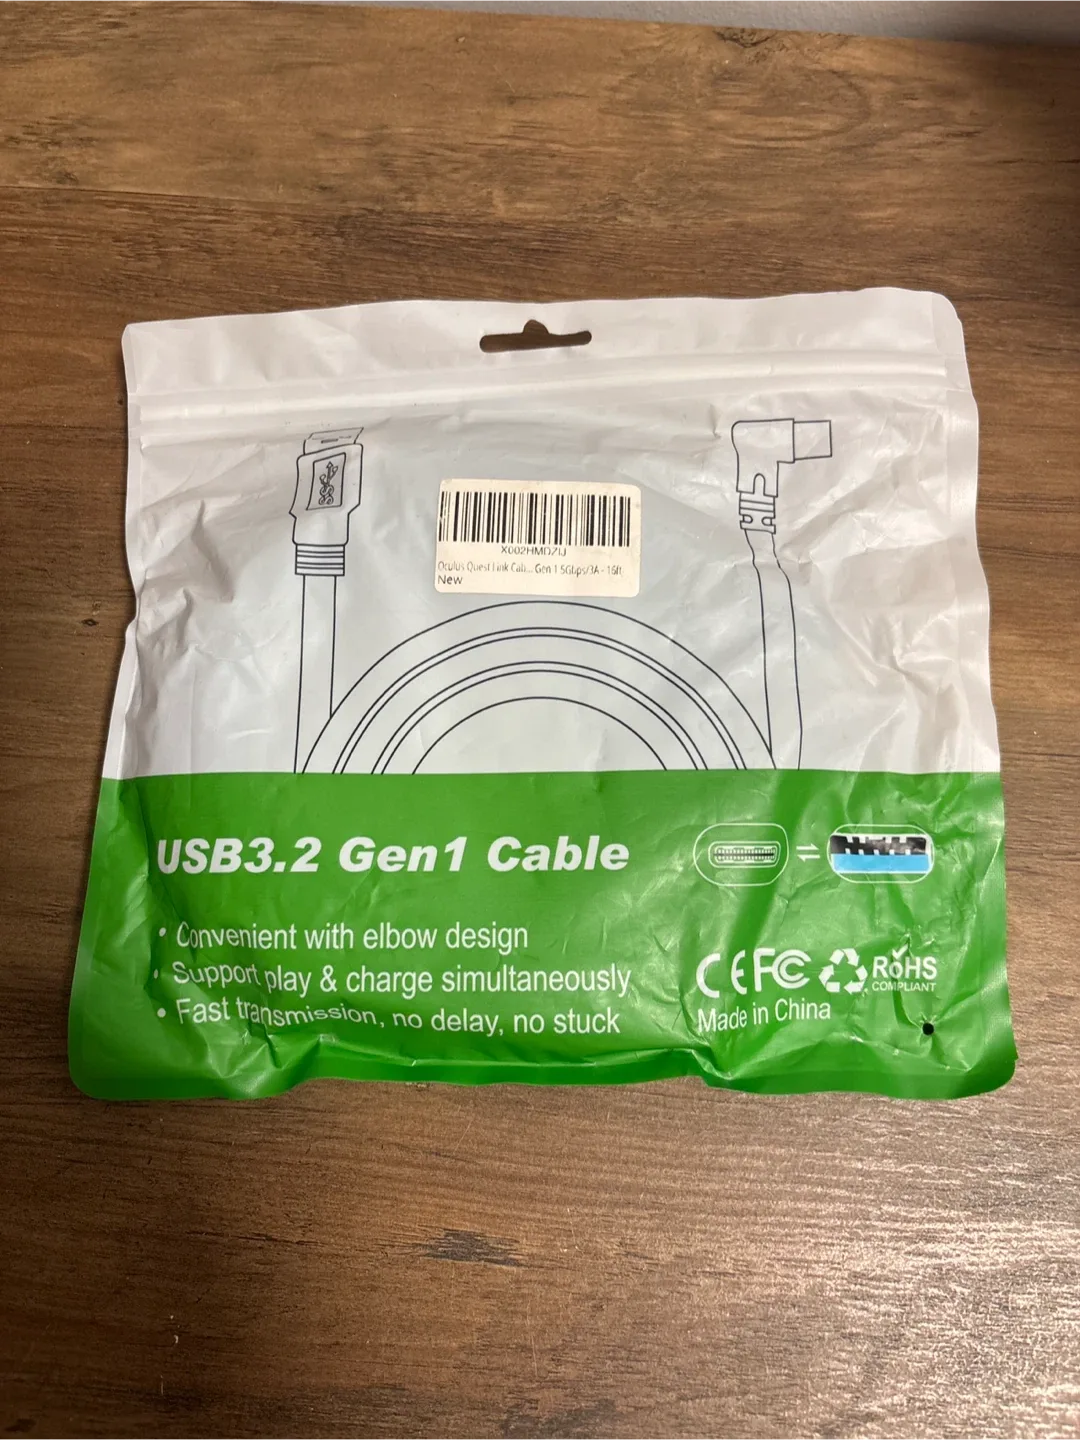 X002HMDZIJ
Oculus Quest Link Cabl... Gen 1 5Gbps/3A - 16ft
New
USB3.2 Gen1 Cable
• Convenient with elbow design
• Support play & charge simultaneously
• Fast transmission, no delay, no stuck
CE FC RoHS
COMPLIANT
Made in China